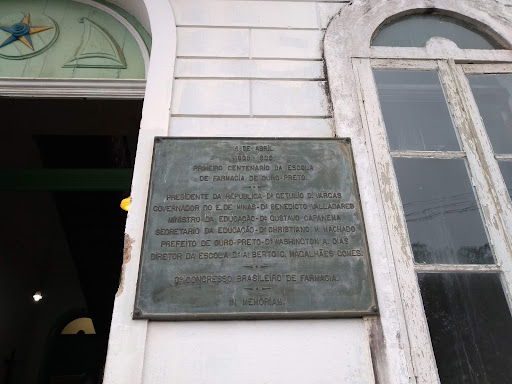 4 DE ABRIL
1839 1939
PRIMEIRO CENTENARIO DA ESCOLA
DE FARMACIA DE OURO-PRETO.
PRESIDENTE DA REPUBLICA-Dr GETULIO D. VARGAS
GOVERNADOR DO E. DE MINAS-Dr BENEDICTO VALLADARES
MINISTRO DA EDUCAÇÃO-Dr GUSTAVO CAPANEMA
SECRETARIO DA EDUCAÇÃO-Dr CHRISTIANO M. MACHADO
PREFEITO DE OURO-PRETO-Dr WASHINGTON A. DIAS
DIRETOR DA ESCOLA Dr ALBERTO C. MAGALHÃES GOMES.
CONGRESSO BRASILEIRO DE FARMACIA.
IN MEMORIAM.